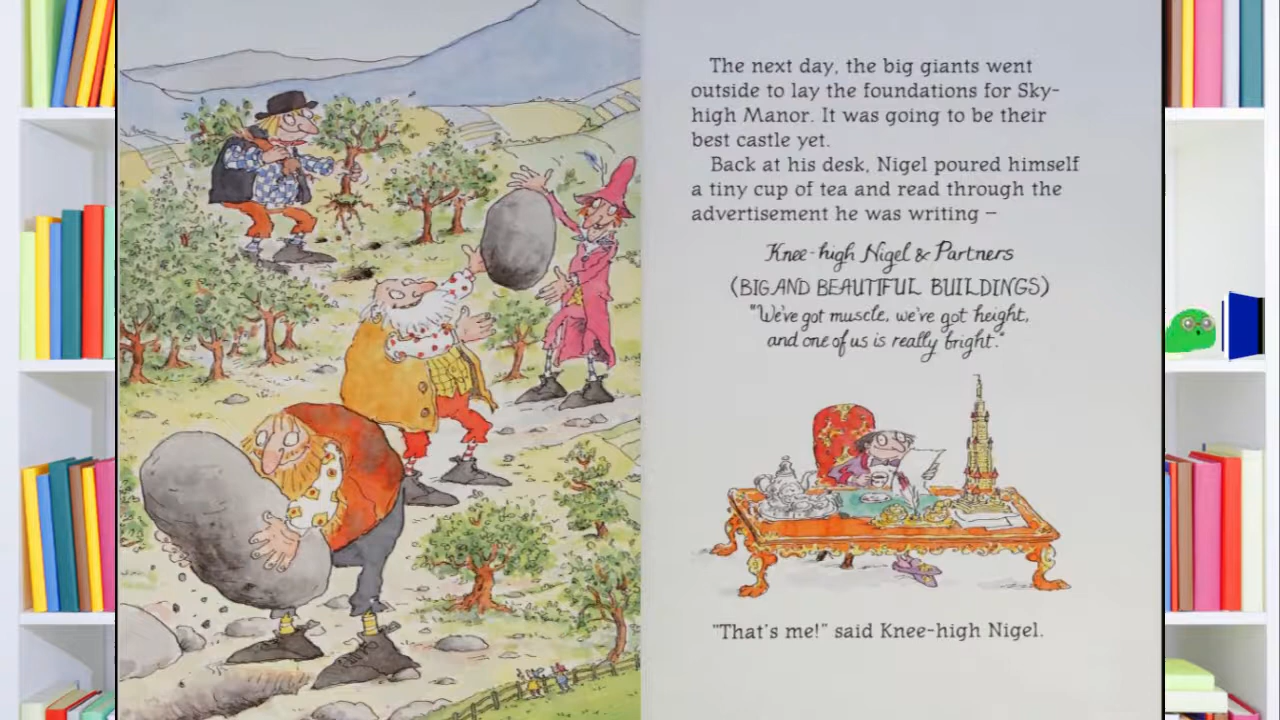 The next day, the big giants went
outside to lay the foundations for Sky-
high Manor. It was going to be their
best castle yet.
Back at his desk, Nigel poured himself
a tiny cup of tea and read through the
advertisement he was writing –
Knee-high Nigel & Partners
(BIG AND BEAUTIFUL BUILDINGS)
"We've got muscle, we've got height,
and one of us is really bright."
"That's me!" said Knee-high Nigel.